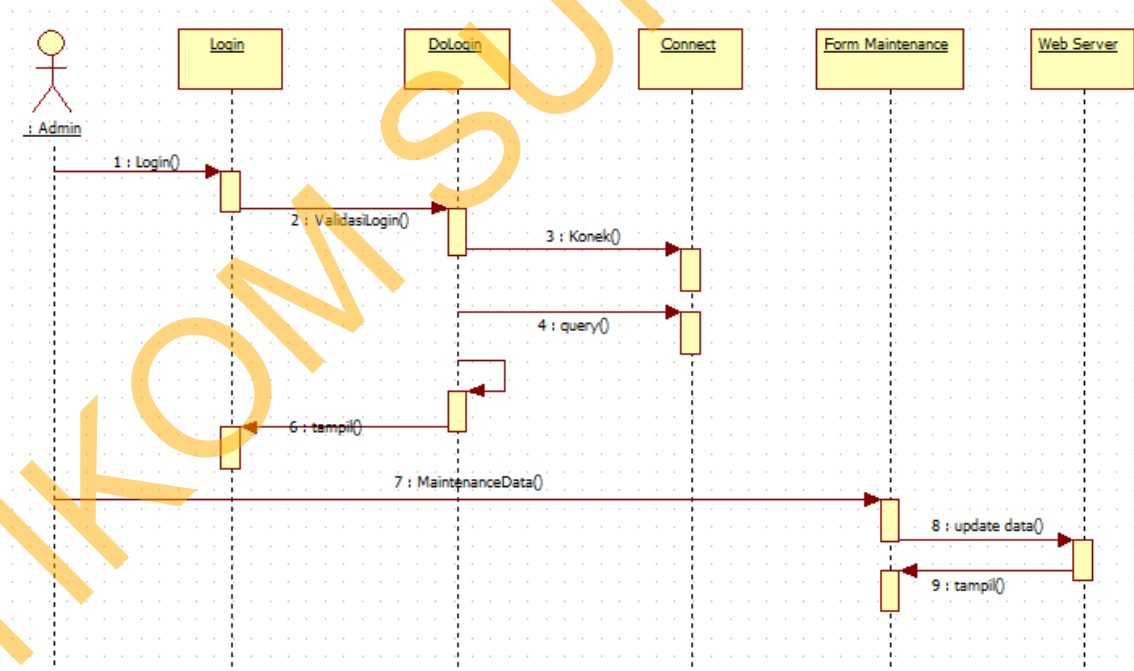 Login
DoLogin
Connect
Form Maintenance
Web Server
: Admin
1 : Login()
2 : ValidasiLogin()
3 : Konek()
4 : query()
6 : tampil()
7 : MaintenanceData()
8 : update data()
9 : tampil()
IKOM SU